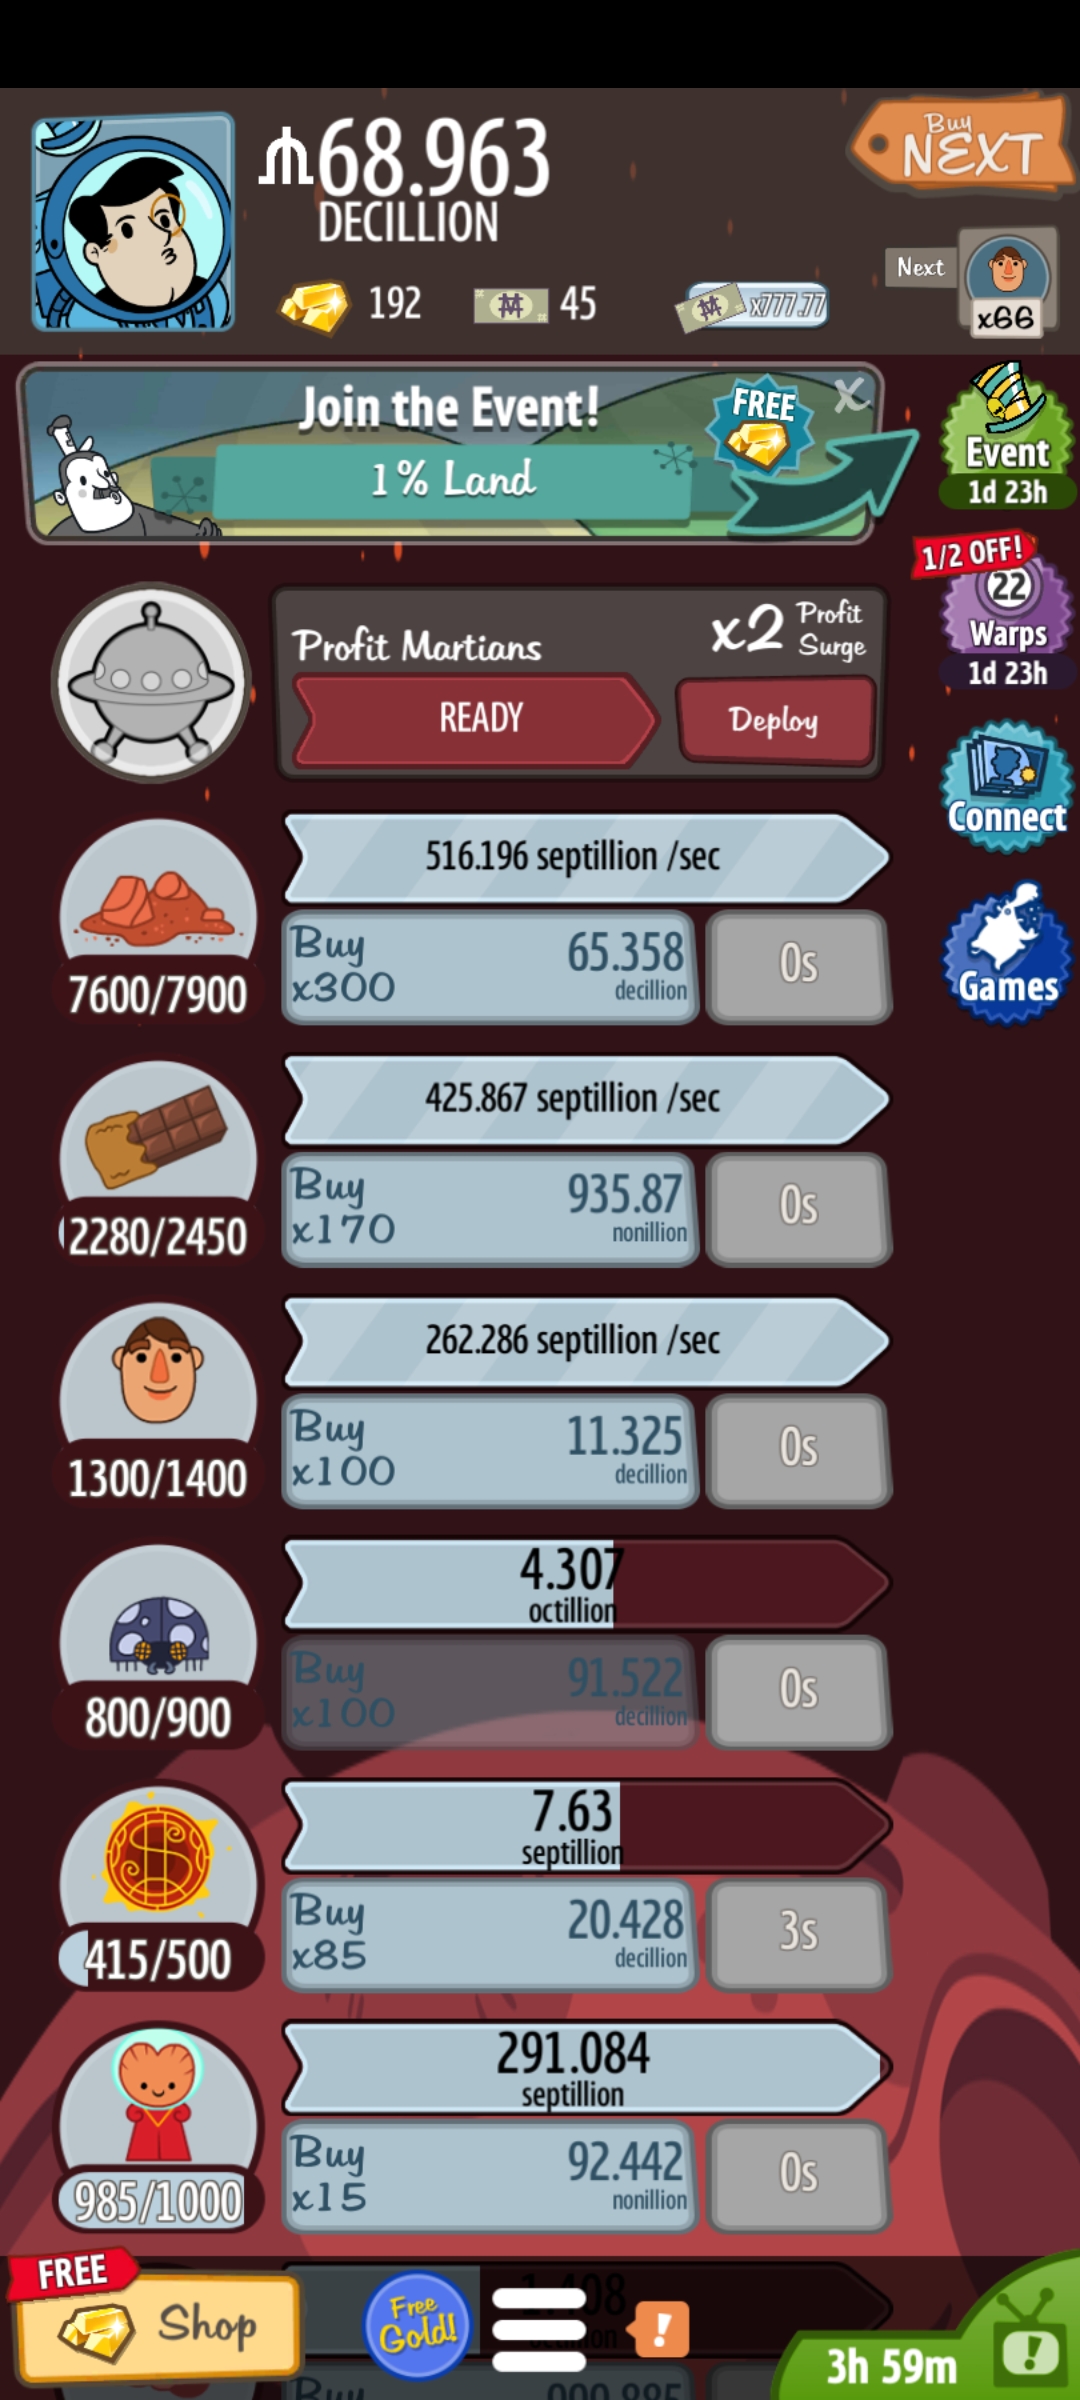 68.963
DECILLION
Buy
NEXT
192
45
x777.77
Next
x66
Join the Event!
1% Land
FREE
X
Event
1d 23h
1/2 OFF!
22
Warps
1d 23h
Profit Martians
x2 Profit Surge
READY
Deploy
Connect
516.196 septillion /sec
Buy x300
65.358
decillion
0s
7600/7900
Games
425.867 septillion /sec
Buy x170
935.87
nonillion
0s
2280/2450
262.286 septillion /sec
Buy x100
11.325
decillion
0s
1300/1400
4.307
octillion
Buy x100
91.522
decillion
0s
800/900
7.63
septillion
Buy x85
20.428
decillion
3s
415/500
291.084
septillion
Buy x15
92.442
nonillion
0s
985/1000
FREE
Shop
Free Gold!
!
3h 59m
!
Buy